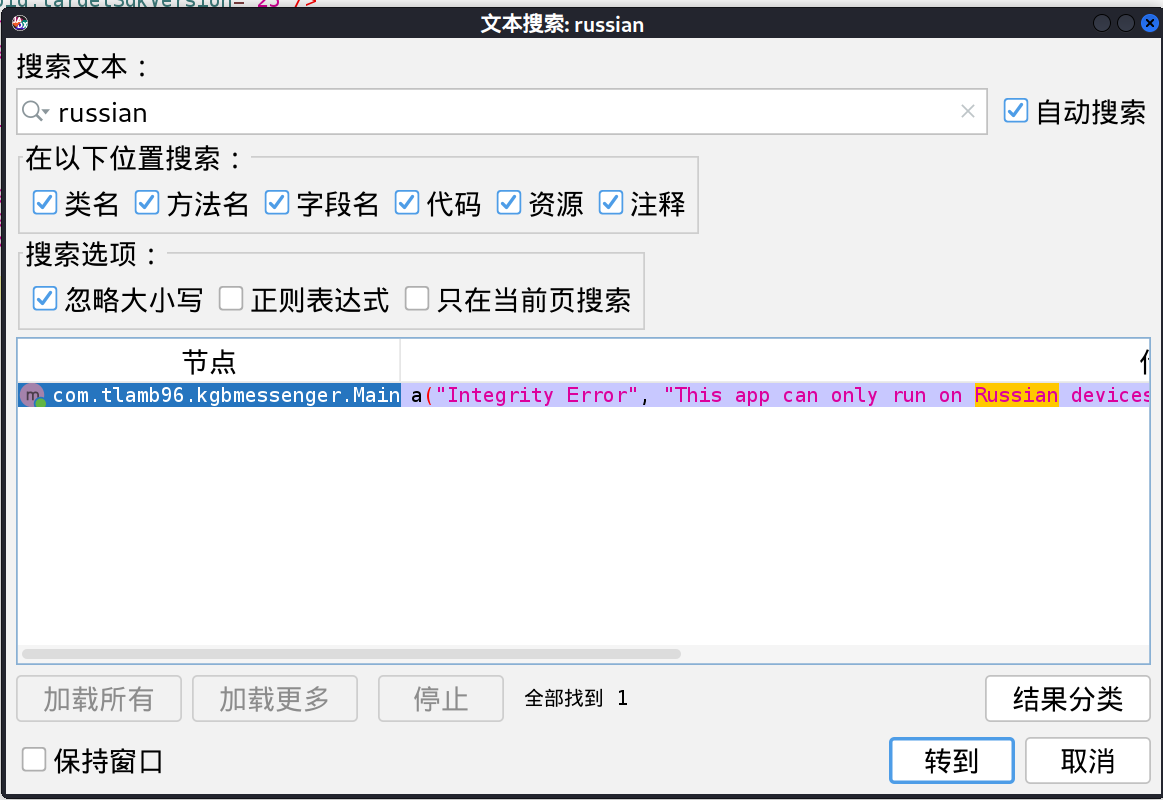 文本搜索: russian
搜索文本：
russian
自动搜索
在以下位置搜索：
类名 方法名 字段名 代码 资源 注释
搜索选项：
忽略大小写 正则表达式 只在当前页搜索
节点
com.tlamb96.kgbmessenger.Main a("Integrity Error", "This app can only run on Russian devices
加载所有 加载更多 停止 全部找到 1 结果分类
保持窗口 转到 取消